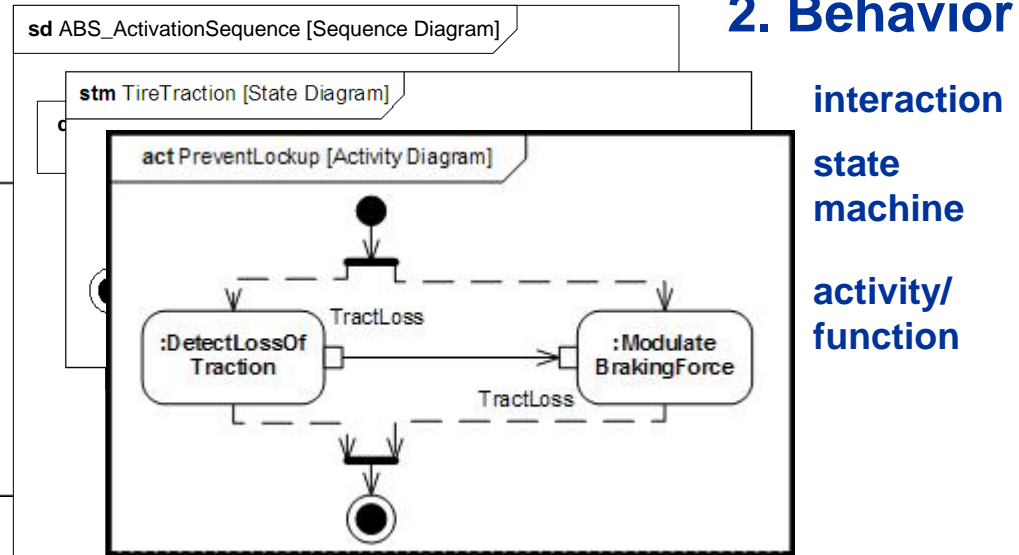 2. Behavior
sd ABS_ActivationSequence [Sequence Diagram]
stm TireTraction [State Diagram]
act PreventLockup [Activity Diagram]
TractLoss
:DetectLossOf
Traction
:Modulate
BrakingForce
TractLoss
interaction
state
machine
activity/
function